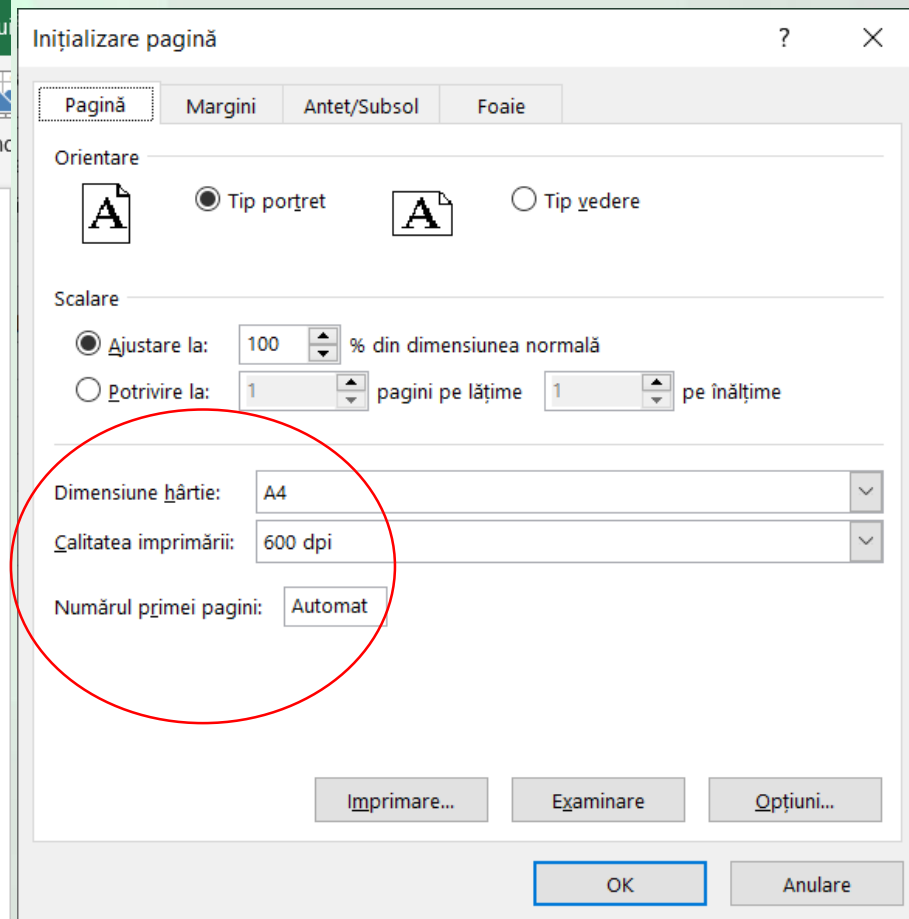 ui
Inițializare pagină ? ×
Pagină Margini Antet/Subsol Foaie
Orientare
A Tip portret A Tip vedere
Scalare
Ajustare la: 100 % din dimensiunea normală
Potrivire la: 1 pagini pe lățime 1 pe înălțime
Dimensiune hârtie: A4
Calitatea imprimării: 600 dpi
Numărul primei pagini: Automat
Imprimare... Examinare Opțiuni...
OK Anulare